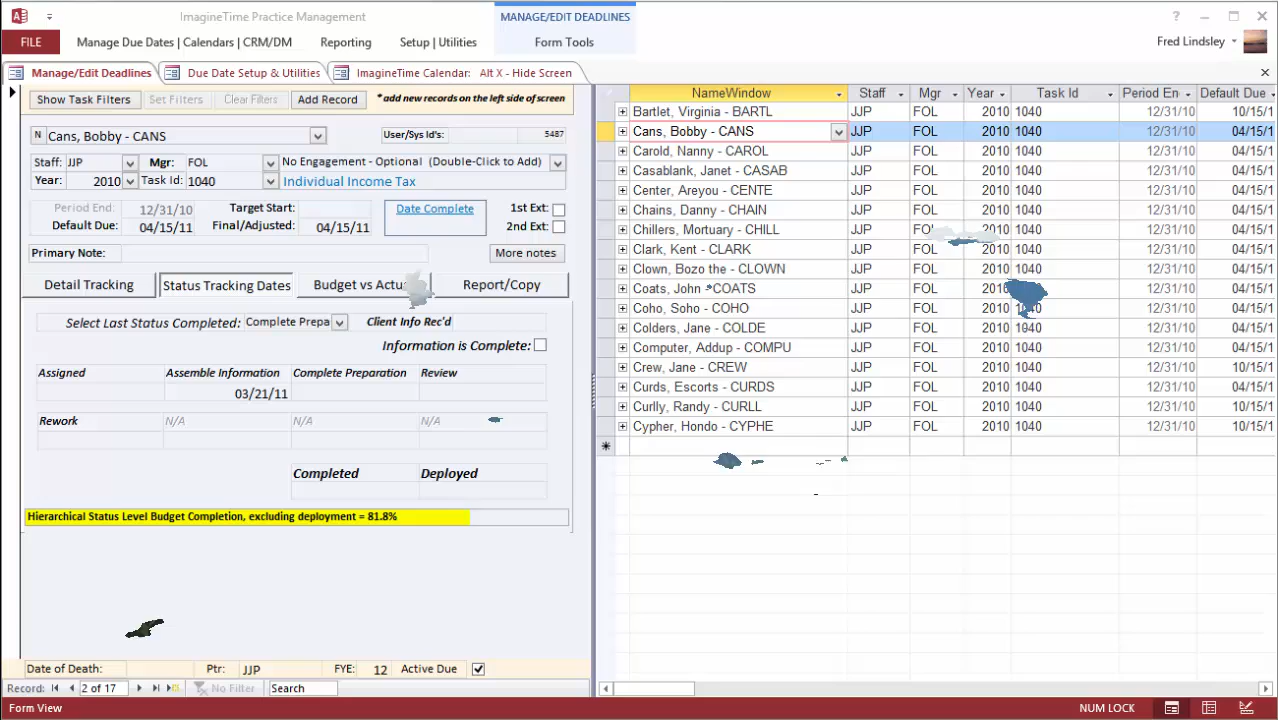 ImagineTime Practice Management
MANAGE/EDIT DEADLINES
FILE
Manage Due Dates | Calendars | CRM/DM
Reporting
Setup | Utilities
Form Tools
Fred Lindsley
Manage/Edit Deadlines
Due Date Setup & Utilities
ImagineTime Calendar: Alt X - Hide Screen
Show Task Filters Set Filters Clear Filters Add Record *add new records on the left side of screen
N Cans, Bobby - CANS User/Sys Id's: 5487
Staff: JJP Mgr: FOL No Engagement - Optional (Double-Click to Add)
Year: 2010 Task Id: 1040 Individual Income Tax
Period End: 12/31/10 Target Start: Date Complete 1st Ext:
Default Due: 04/15/11 Final/Adjusted: 04/15/11 2nd Ext:
Primary Note: More notes
Detail Tracking Status Tracking Dates Budget vs Report/Copy
Select Last Status Completed: Complete Prepa Client Info Rec'd
Information is Complete:
Assigned Assemble Information Complete Preparation Review
03/21/11
Rework N/A N/A N/A
Completed Deployed
Hierarchical Status Level Budget Completion, excluding deployment = 81.8%
Date of Death: Ptr: JJP FYE: 12 Active Due
Record: 2 of 17 No Filter Search
NameWindow Staff Mgr Year Task Id Period En Default Due
Bartlet, Virginia - BARTL JJP FOL 2010 1040 12/31/10 10/15/1
Cans, Bobby - CANS JJP FOL 2010 1040 12/31/10 04/15/1
Carold, Nanny - CAROL JJP FOL 2010 1040 12/31/10 04/15/1
Casablank, Janet - CASAB JJP FOL 2010 1040 12/31/10 04/15/1
Center, Areyou - CENTE JJP FOL 2010 1040 12/31/10 04/15/1
Chains, Danny - CHAIN JJP FOL 2010 1040 12/31/10 04/15/1
Chillers, Mortuary - CHILL JJP FOL 2010 1040 12/31/10 04/15/1
Clark, Kent - CLARK JJP FOL 2010 1040 12/31/10 04/15/1
Clown, Bozo the - CLOWN JJP FOL 2010 1040 12/31/10 04/15/1
Coats, John - COATS JJP FOL 12/31/10 04/15/1
Coho, Soho - COHO JJP FOL 2010 12/31/10 10/15/1
Colders, Jane - COLDE JJP FOL 2010 1040 12/31/10 04/15/1
Computer, Addup - COMPU JJP FOL 2010 1040 12/31/10 04/15/1
Crew, Jane - CREW JJP FOL 2010 1040 12/31/10 10/15/1
Curds, Escorts - CURDS JJP FOL 2010 1040 12/31/10 04/15/1
Curlly, Randy - CURLL JJP FOL 2010 1040 12/31/10 10/15/1
Cypher, Hondo - CYPHE JJP FOL 2010 1040 12/31/10 04/15/1
Form View
NUM LOCK